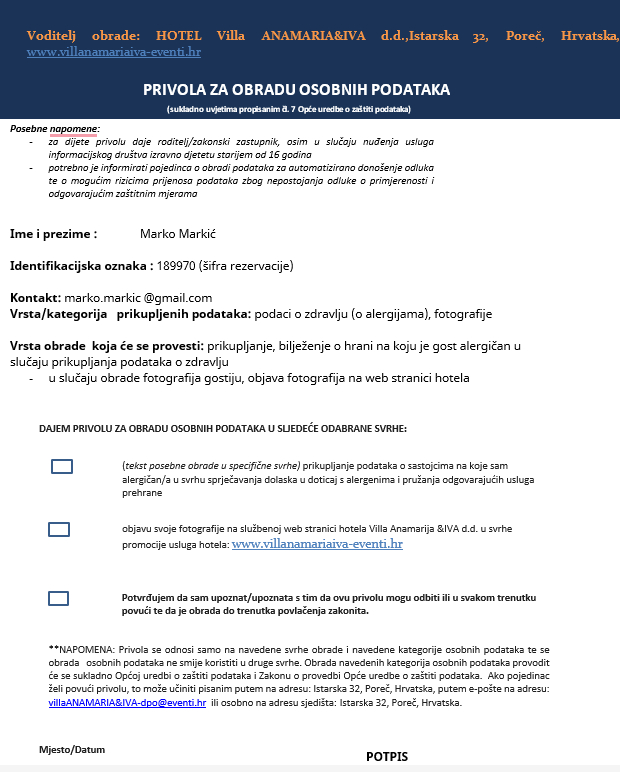 Voditelj obrade: HOTEL Villa ANAMARIA&IVA d.d.,Istarska 32, Poreč, Hrvatska,
www.villanamariaiva-eventi.hr
PRIVOLA ZA OBRADU OSOBNIH PODATAKA
(sukladno uvjetima propisanim čl. 7 Opće uredbe o zaštiti podataka)
Posebne napomene:
- za dijete privolu daje roditelj/zakonski zastupnik, osim u slučaju nuđenja usluga
informacijskog društva izravno djetetu starijem od 16 godina
- potrebno je informirati pojedinca o obradi podataka za automatizirano donošenje odluka
te o mogućim rizicima prijenosa podataka zbog nepostojanja odluke o primjerenosti i
odgovarajućim zaštitnim mjerama
Ime i prezime : Marko Markić
Identifikacijska oznaka : 189970 (šifra rezervacije)
Kontakt: marko.markic @gmail.com
Vrsta/kategorija prikupljenih podataka: podaci o zdravlju (o alergijama), fotografije
Vrsta obrade koja će se provesti: prikupljanje, bilježenje o hrani na koju je gost alergičan u
slučaju prikupljanja podataka o zdravlju
- u slučaju obrade fotografija gostiju, objava fotografija na web stranici hotela
DAJEM PRIVOLU ZA OBRADU OSOBNIH PODATAKA U SLJEDEĆE ODABRANE SVRHE:
(tekst posebne obrade u specifične svrhe) prikupljanje podataka o sastojcima na koje sam
alergičan/a u svrhu sprječavanja dolaska u doticaj s alergenima i pružanja odgovarajućih usluga
prehrane
objavu svoje fotografije na službenoj web stranici hotela Villa Anamarija &IVA d.d. u svrhe
promocije usluga hotela: www.villanamariaiva-eventi.hr
Potvrđujem da sam upoznat/upoznata s tim da ovu privolu mogu odbiti ili u svakom trenutku
povući te da je obrada do trenutka povlačenja zakonita.
**NAPOMENA: Privola se odnosi samo na navedene svrhe obrade i navedene kategorije osobnih podataka te se
obrada osobnih podataka ne smije koristiti u druge svrhe. Obrada navedenih kategorija osobnih podataka provodit
će se sukladno Općoj uredbi o zaštiti podataka i Zakonu o provedbi Opće uredbe o zaštiti podataka. Ako pojedinac
želi povući privolu, to može učiniti pisanim putem na adresu: Istarska 32, Poreč, Hrvatska, putem e-pošte na adresu:
villaANAMARIA&IVA-dpo@eventi.hr ili osobno na adresu sjedišta: Istarska 32, Poreč, Hrvatska.
Mjesto/Datum
POTPIS